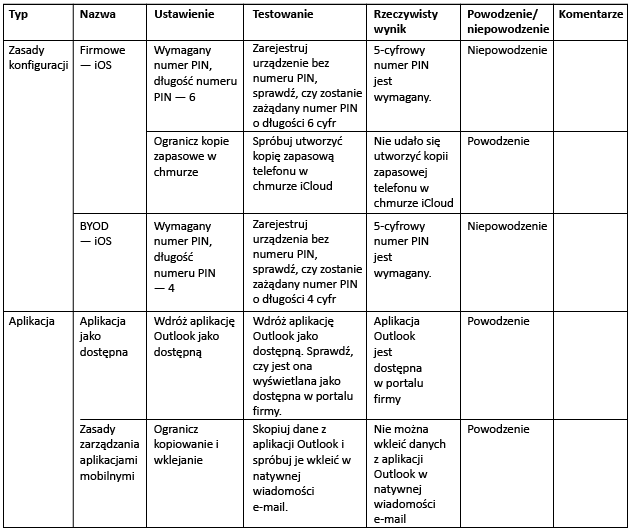 Typ
Nazwa
Ustawienie
Testowanie
Rzeczywisty
wynik
Powodzenie/
niepowodzenie
Komentarze
Zasady
konfiguracji
Firmowe
— iOS
Wymagany
numer PIN,
długość numeru
PIN — 6
Zarejestruj
urządzenie bez
numeru PIN,
sprawdź, czy zostanie
zażądany numer PIN
o długości 6 cyfr
5-cyfrowy
numer PIN
jest
wymagany.
Niepowodzenie
Ogranicz kopie
zapasowe w
chmurze
Spróbuj utworzyć
kopię zapasową
telefonu w
chmurze iCloud
Nie udało się
utworzyć kopii
zapasowej
telefonu w
chmurze iCloud
Powodzenie
BYOD
— iOS
Wymagany
numer PIN,
długość
numeru PIN
— 4
Zarejestruj
urządzenia bez
numeru PIN,
sprawdź, czy zostanie
zażądany numer PIN
o długości 4 cyfr
5-cyfrowy
numer PIN
jest
wymagany.
Niepowodzenie
Aplikacja
Aplikacja
jako
dostępna
Wdróż aplikację
Outlook jako
dostępną
Wdróż aplikację
Outlook jako
dostępną. Sprawdź,
czy jest ona
wyświetlana jako
dostępna w portalu
firmy.
Aplikacja
Outlook
jest
dostępna
w portalu
firmy
Powodzenie
Zasady
zarządzania
aplikacjami
mobilnymi
Ogranicz
kopiowanie i
wklejanie
Skopiuj dane z
aplikacji Outlook i
spróbuj je wkleić w
natywnej
wiadomości
e-mail.
Nie można
wkleić danych
z aplikacji
Outlook w
natywnej
wiadomości
e-mail
Powodzenie